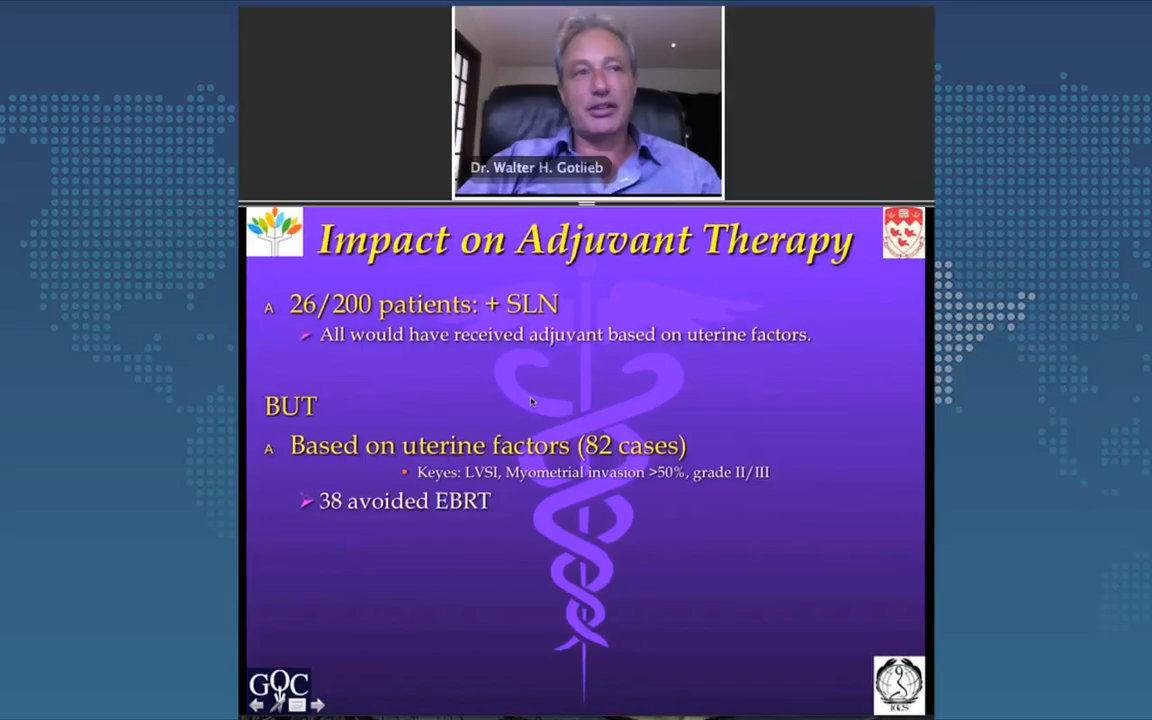 Dr. Walter H. Gotlieb
Impact on Adjuvant Therapy
A 26/200 patients: + SLN
All would have received adjuvant based on uterine factors.
BUT
A Based on uterine factors (82 cases)
• Keyes: LVSI, Myometrial invasion >50%, grade II/III
38 avoided EBRT
GOC
IGCS